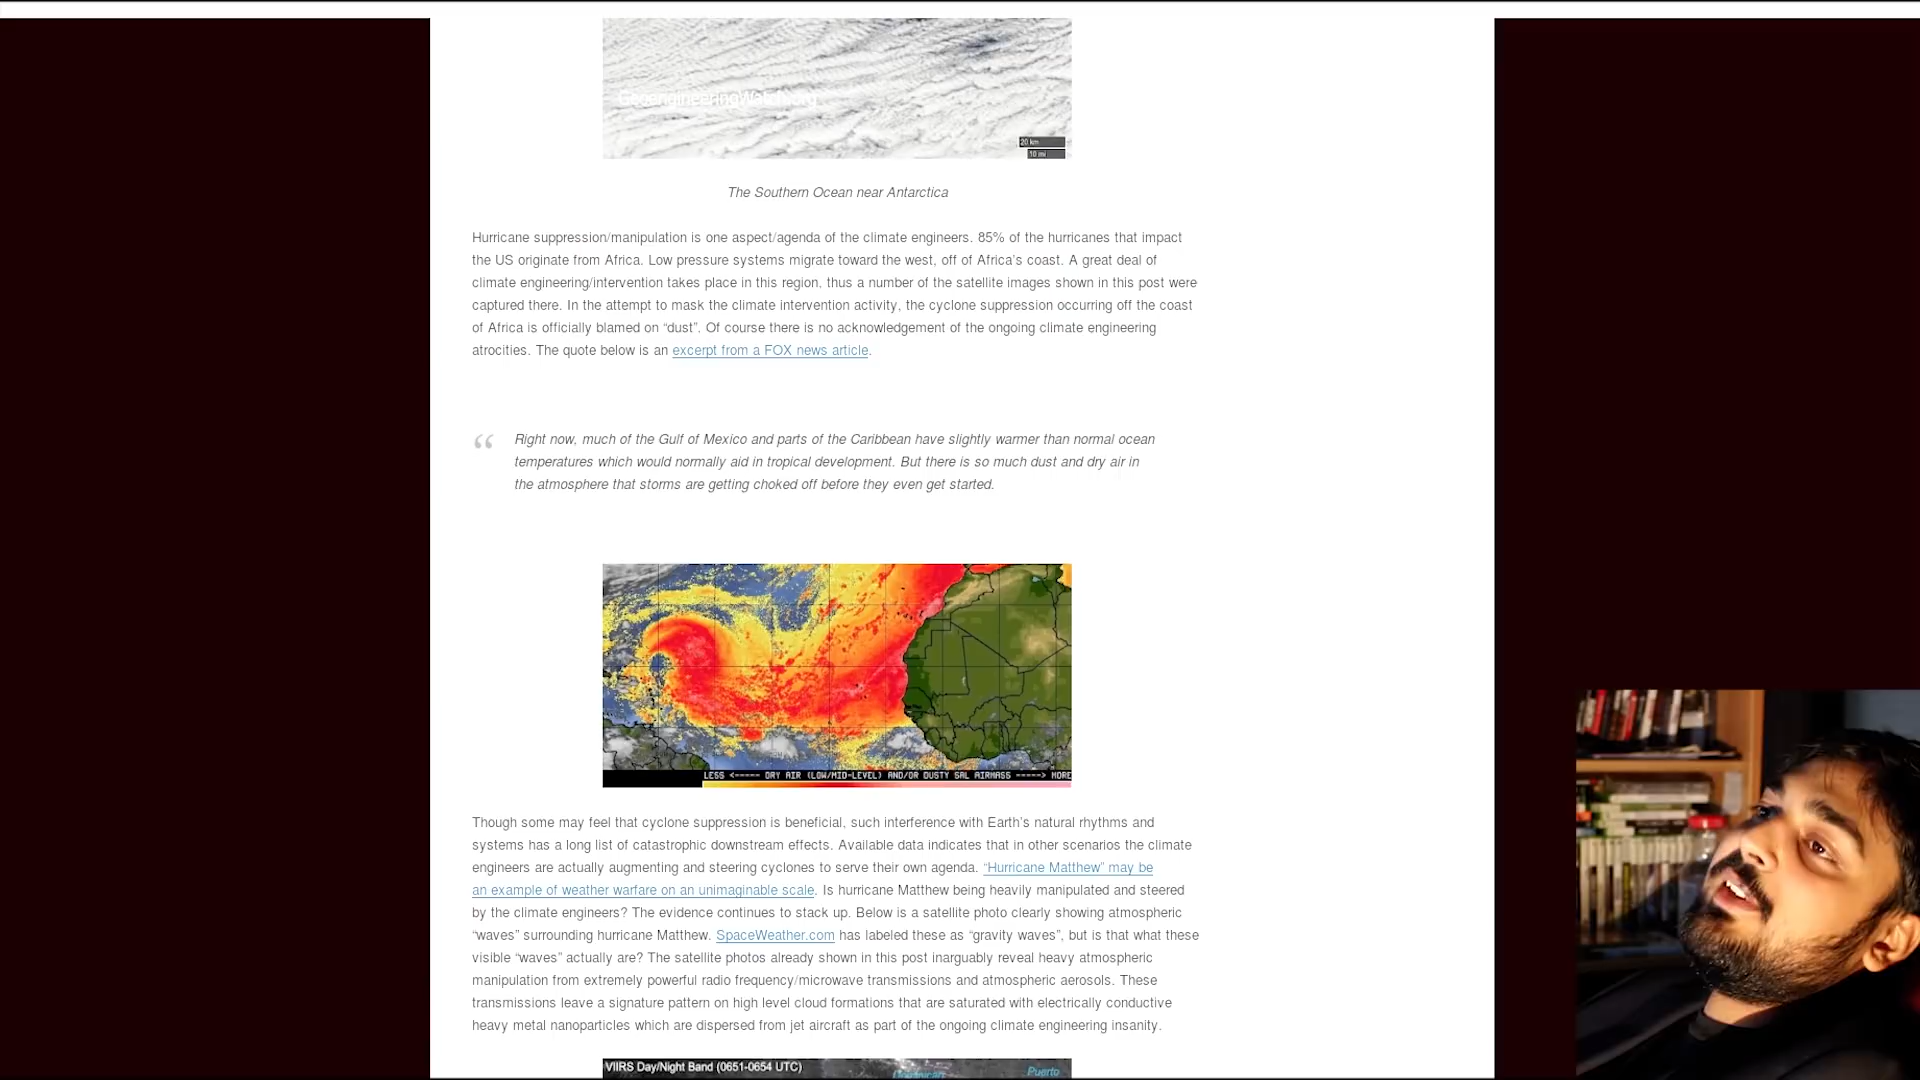 GeoengineeringWatch.org
20 km
10 mi
The Southern Ocean near Antarctica
Hurricane suppression/manipulation is one aspect/agenda of the climate engineers. 85% of the hurricanes that impact
the US originate from Africa. Low pressure systems migrate toward the west, off of Africa's coast. A great deal of
climate engineering/intervention takes place in this region, thus a number of the satellite images shown in this post were
captured there. In the attempt to mask the climate intervention activity, the cyclone suppression occurring off the coast
of Africa is officially blamed on “dust”. Of course there is no acknowledgement of the ongoing climate engineering
atrocities. The quote below is an excerpt from a FOX news article.
“ Right now, much of the Gulf of Mexico and parts of the Caribbean have slightly warmer than normal ocean
temperatures which would normally aid in tropical development. But there is so much dust and dry air in
the atmosphere that storms are getting choked off before they even get started.
LESS <----- DRY AIR (LOW/MID-LEVEL) AND/OR DUSTY SAL AIRMASS -----> MORE
Though some may feel that cyclone suppression is beneficial, such interference with Earth's natural rhythms and
systems has a long list of catastrophic downstream effects. Available data indicates that in other scenarios the climate
engineers are actually augmenting and steering cyclones to serve their own agenda. “Hurricane Matthew” may be
an example of weather warfare on an unimaginable scale. Is hurricane Matthew being heavily manipulated and steered
by the climate engineers? The evidence continues to stack up. Below is a satellite photo clearly showing atmospheric
“waves” surrounding hurricane Matthew. SpaceWeather.com has labeled these as “gravity waves”, but is that what these
visible “waves” actually are? The satellite photos already shown in this post inarguably reveal heavy atmospheric
manipulation from extremely powerful radio frequency/microwave transmissions and atmospheric aerosols. These
transmissions leave a signature pattern on high level cloud formations that are saturated with electrically conductive
heavy metal nanoparticles which are dispersed from jet aircraft as part of the ongoing climate engineering insanity.
VIIRS Day/Night Band (0651-0654 UTC)
Dominican
Puerto